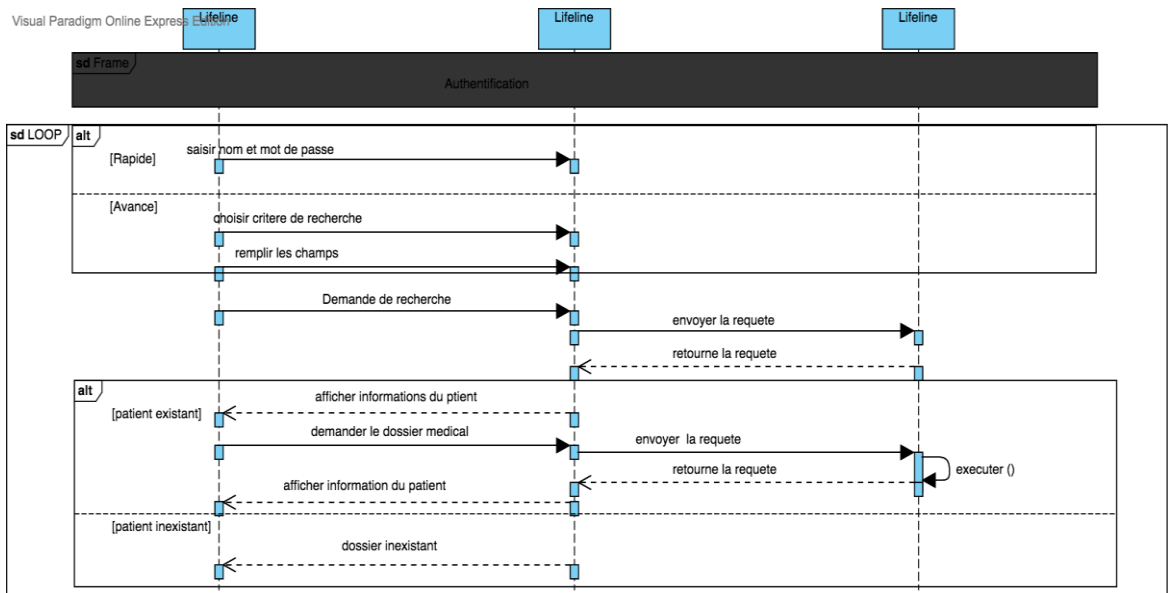 Visual Paradigm Online Express Edition
Lifeline
Lifeline
Lifeline
sd Frame
Authentification
sd LOOP
alt
[Rapide]
saisir nom et mot de passe
[Avance]
choisir critere de recherche
remplir les champs
Demande de recherche
envoyer la requete
retourne la requete
alt
[patient existant]
afficher informations du ptient
demander le dossier medical
envoyer la requete
executer ()
retourne la requete
afficher information du patient
[patient inexistant]
dossier inexistant